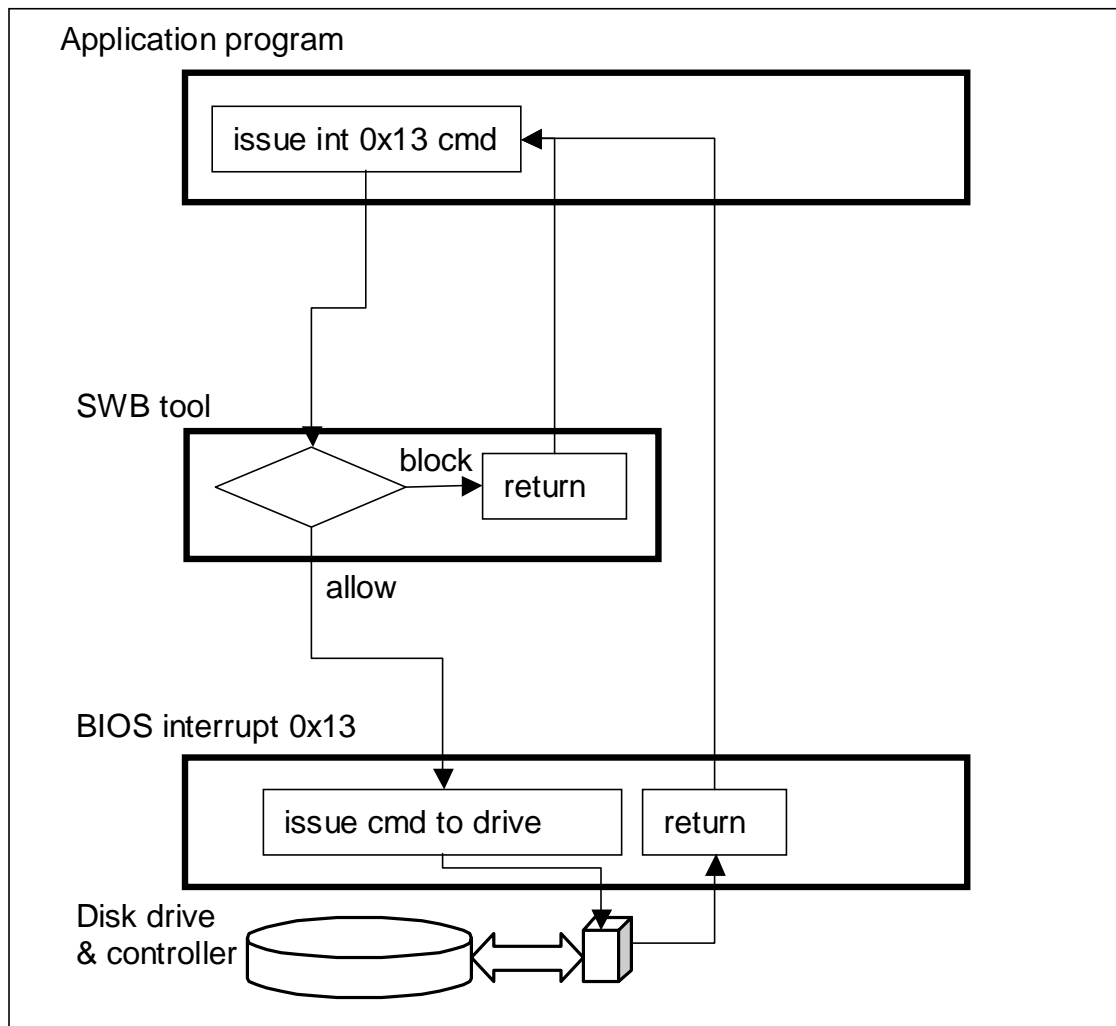 Application program
issue int 0x13 cmd
SWB tool
block
return
allow
BIOS interrupt 0x13
issue cmd to drive
return
Disk drive
& controller